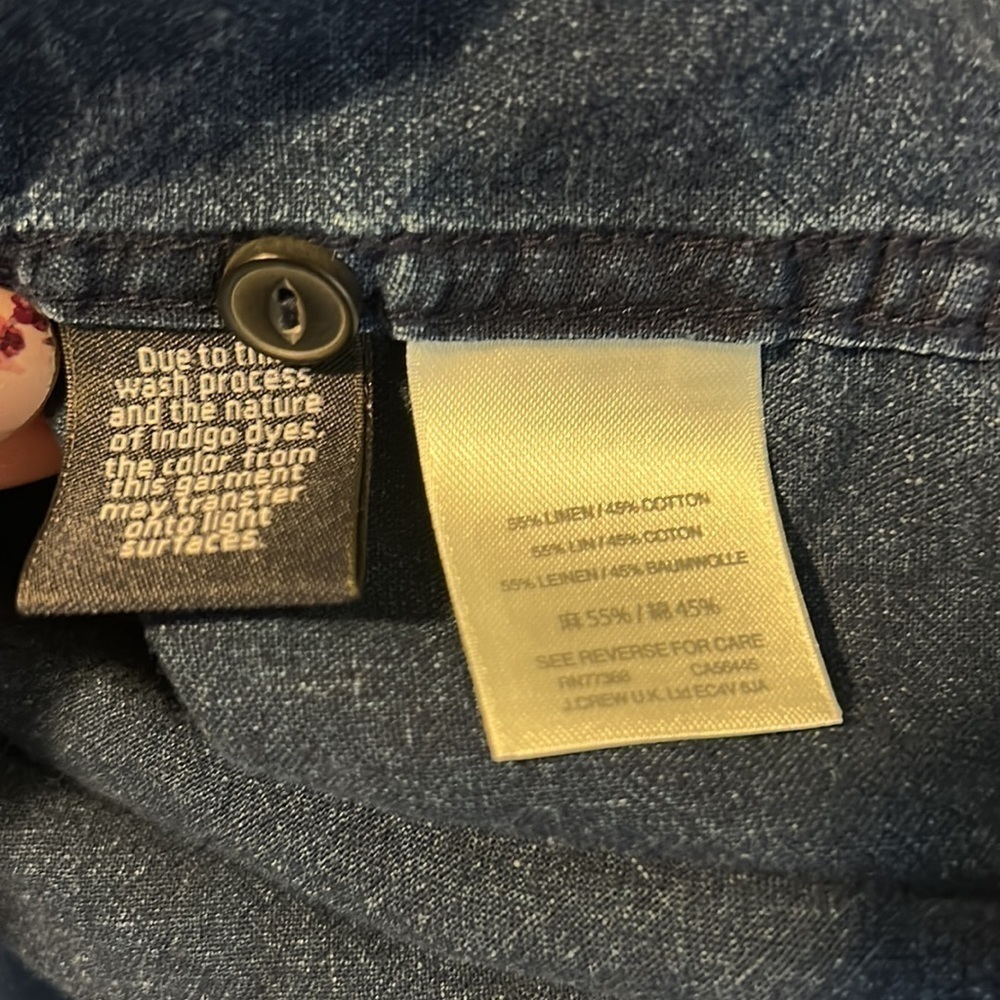 Due to
wash process
and the nature
of indigo dyes,
the color from
this garment
may transfer
onto light
surfaces.
55% LINEN / 45% COTTON
55% LIN / 45% COTON
55% LEINEN / 45% BAUMWOLLE
麻 55% / 綿 45%
SEE REVERSE FOR CARE
RN77388 CA56445
J.CREW U.K. Ltd EC4V 6JA